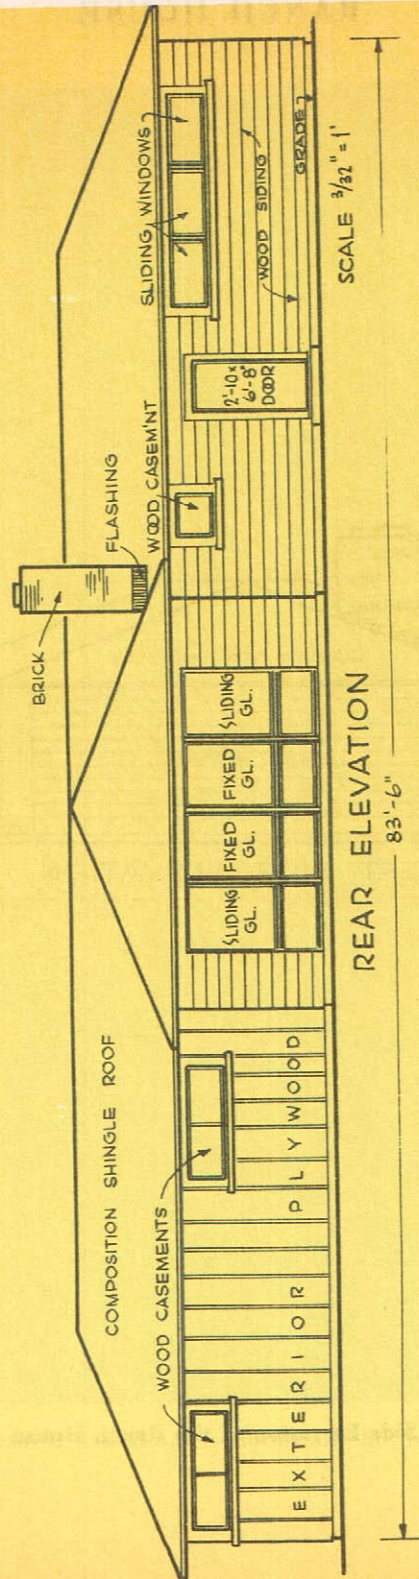 RANCH HOUSE
BRICK
FLASHING
WOOD CASEM'NT
SLIDING WINDOWS
COMPOSITION SHINGLE ROOF
WOOD CASEMENTS
EXTERIOR PLYWOOD
SLIDING
GL.
FIXED
GL.
FIXED
GL.
SLIDING
GL.
2'-10 x
6'-8"
DOOR
WOOD SIDING
GRADE
REAR ELEVATION
SCALE 3/32" = 1'
83'-6"